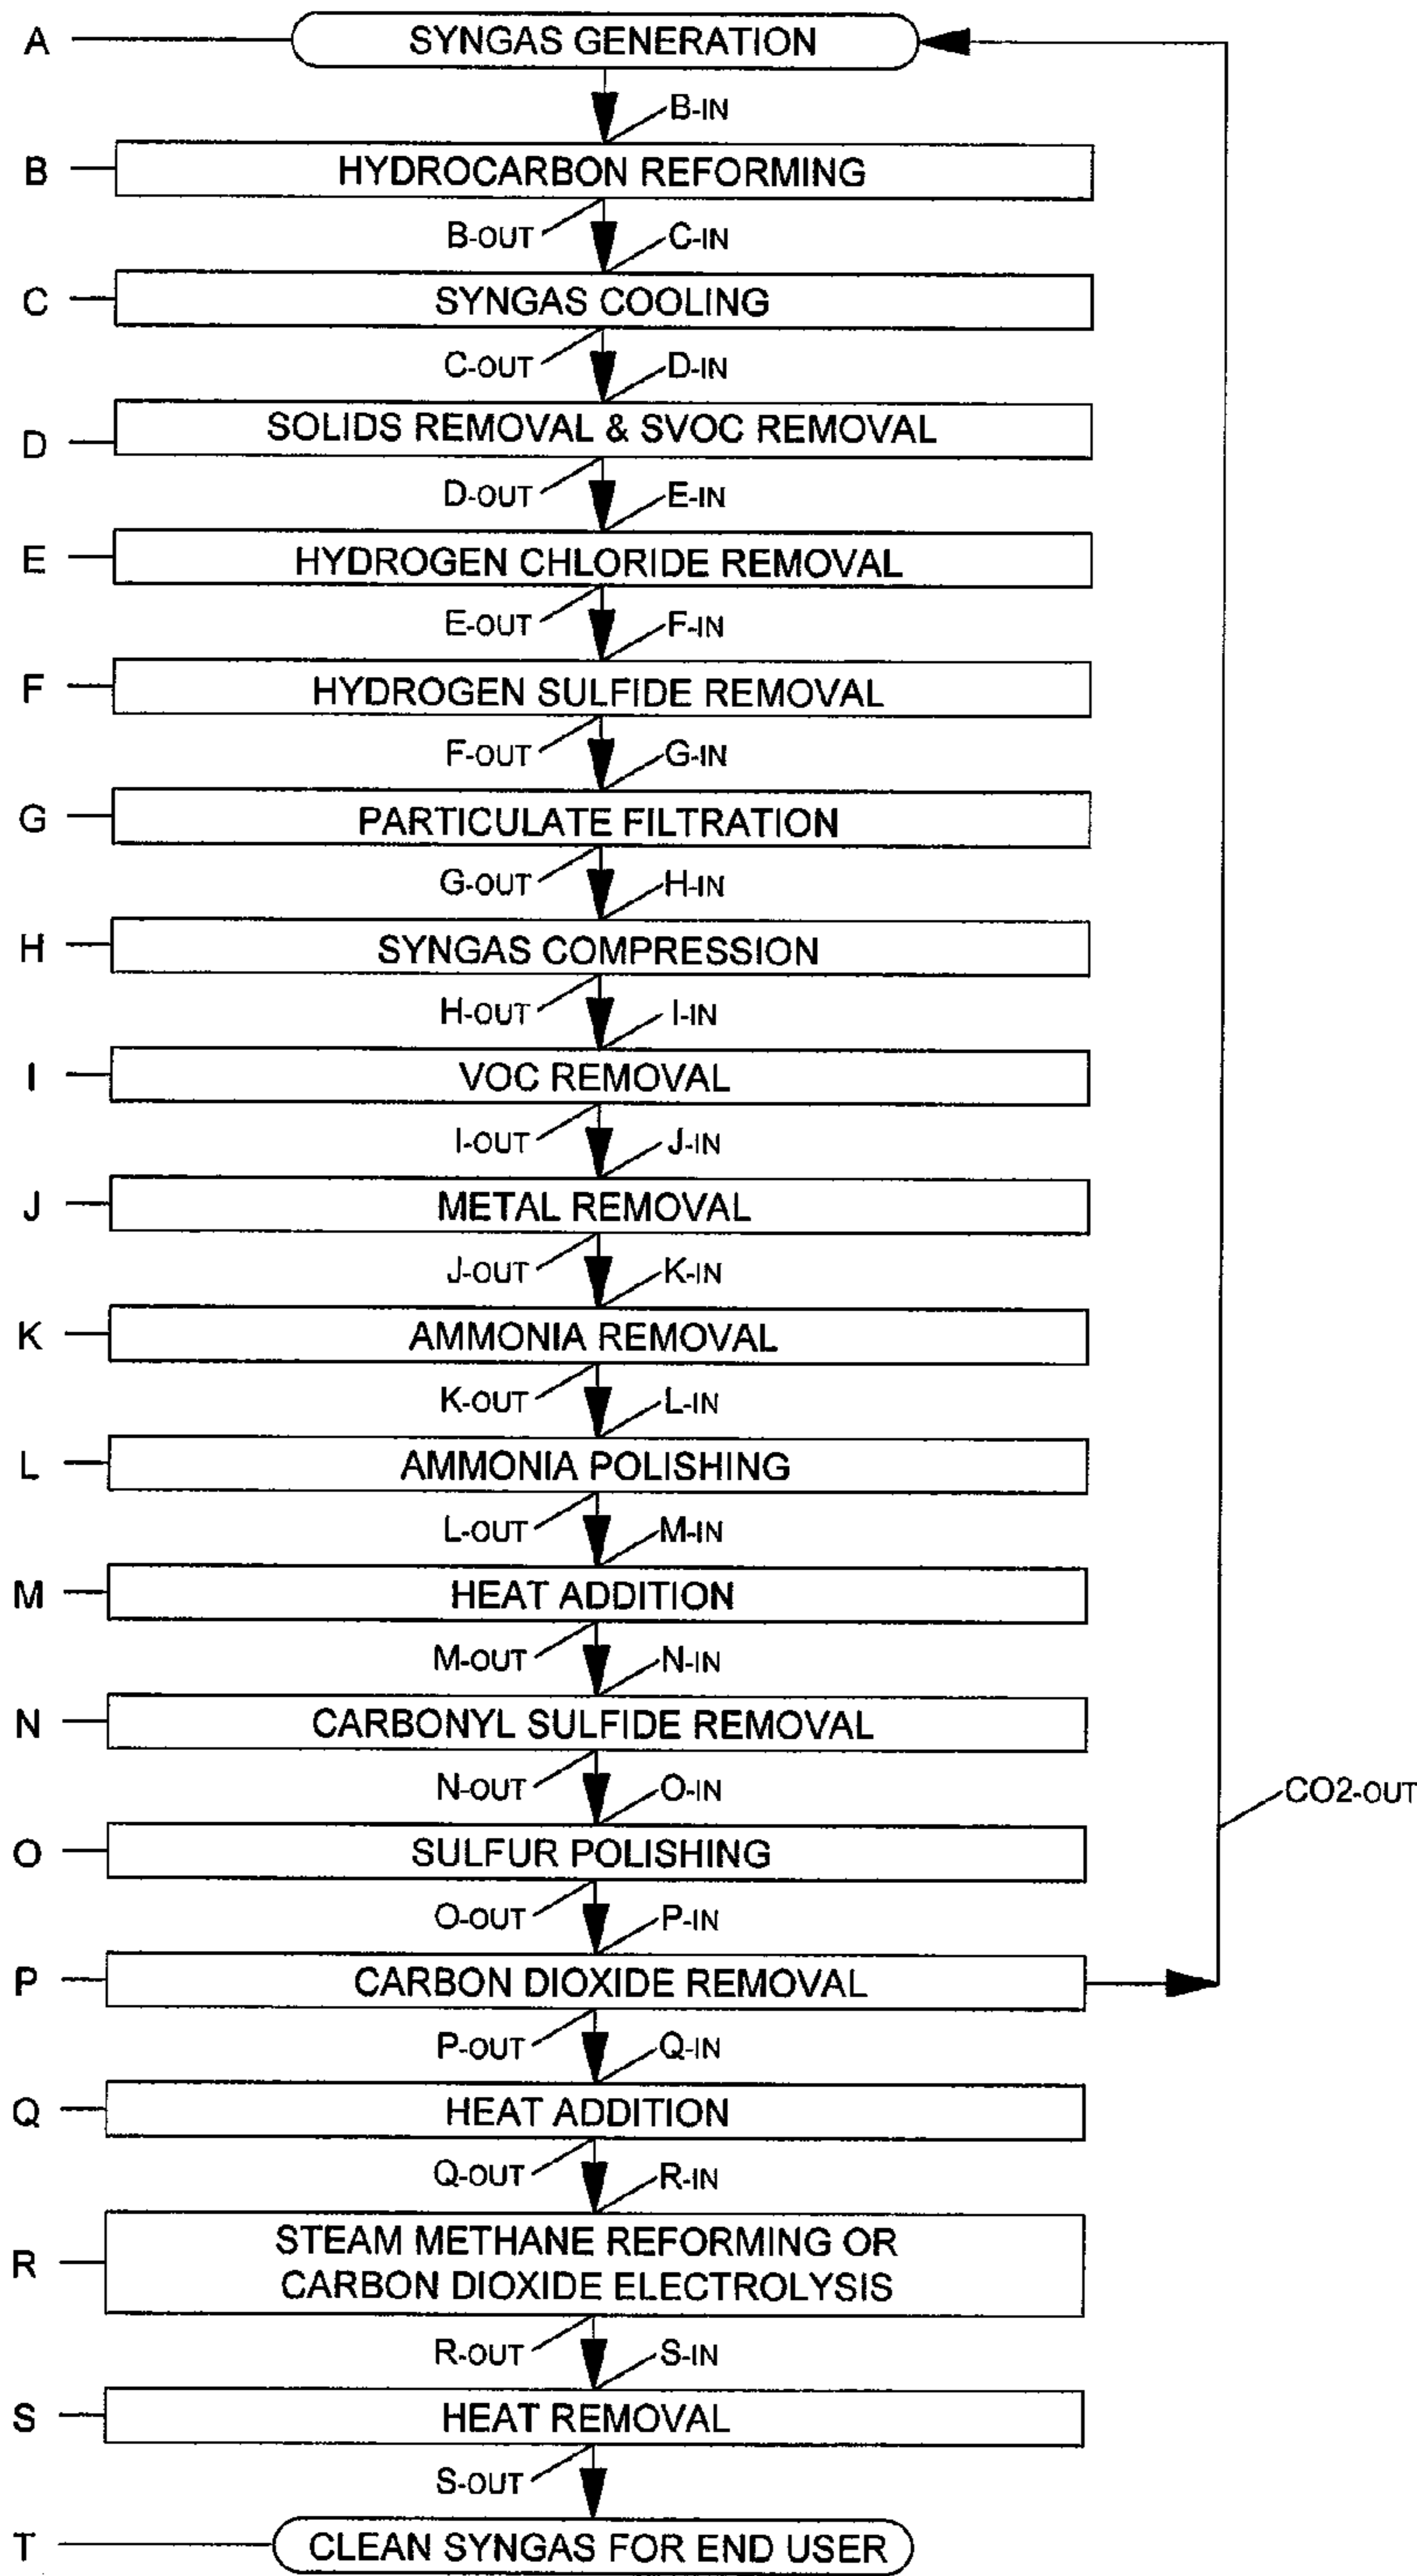 A SYNGAS GENERATION
B-IN
B HYDROCARBON REFORMING
B-OUT C-IN
C SYNGAS COOLING
C-OUT D-IN
D SOLIDS REMOVAL & SVOC REMOVAL
D-OUT E-IN
E HYDROGEN CHLORIDE REMOVAL
E-OUT F-IN
F HYDROGEN SULFIDE REMOVAL
F-OUT G-IN
G PARTICULATE FILTRATION
G-OUT H-IN
H SYNGAS COMPRESSION
H-OUT I-IN
I VOC REMOVAL
I-OUT J-IN
J METAL REMOVAL
J-OUT K-IN
K AMMONIA REMOVAL
K-OUT L-IN
L AMMONIA POLISHING
L-OUT M-IN
M HEAT ADDITION
M-OUT N-IN
N CARBONYL SULFIDE REMOVAL
N-OUT O-IN CO2-OUT
O SULFUR POLISHING
O-OUT P-IN
P CARBON DIOXIDE REMOVAL
P-OUT Q-IN
Q HEAT ADDITION
Q-OUT R-IN
R STEAM METHANE REFORMING OR
CARBON DIOXIDE ELECTROLYSIS
R-OUT S-IN
S HEAT REMOVAL
S-OUT
T CLEAN SYNGAS FOR END USER